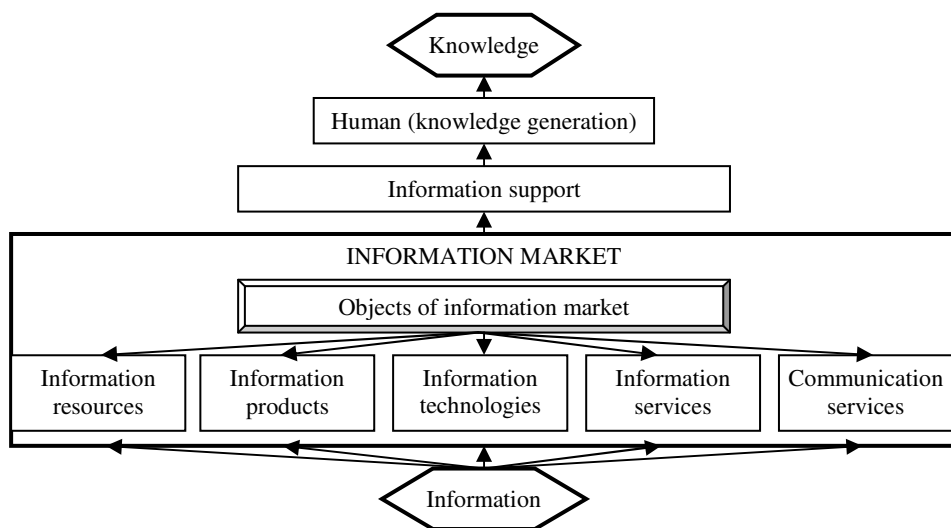 Knowledge
Human (knowledge generation)
Information support
INFORMATION MARKET
Objects of information market
Information
resources
Information
products
Information
technologies
Information
services
Communication
services
Information